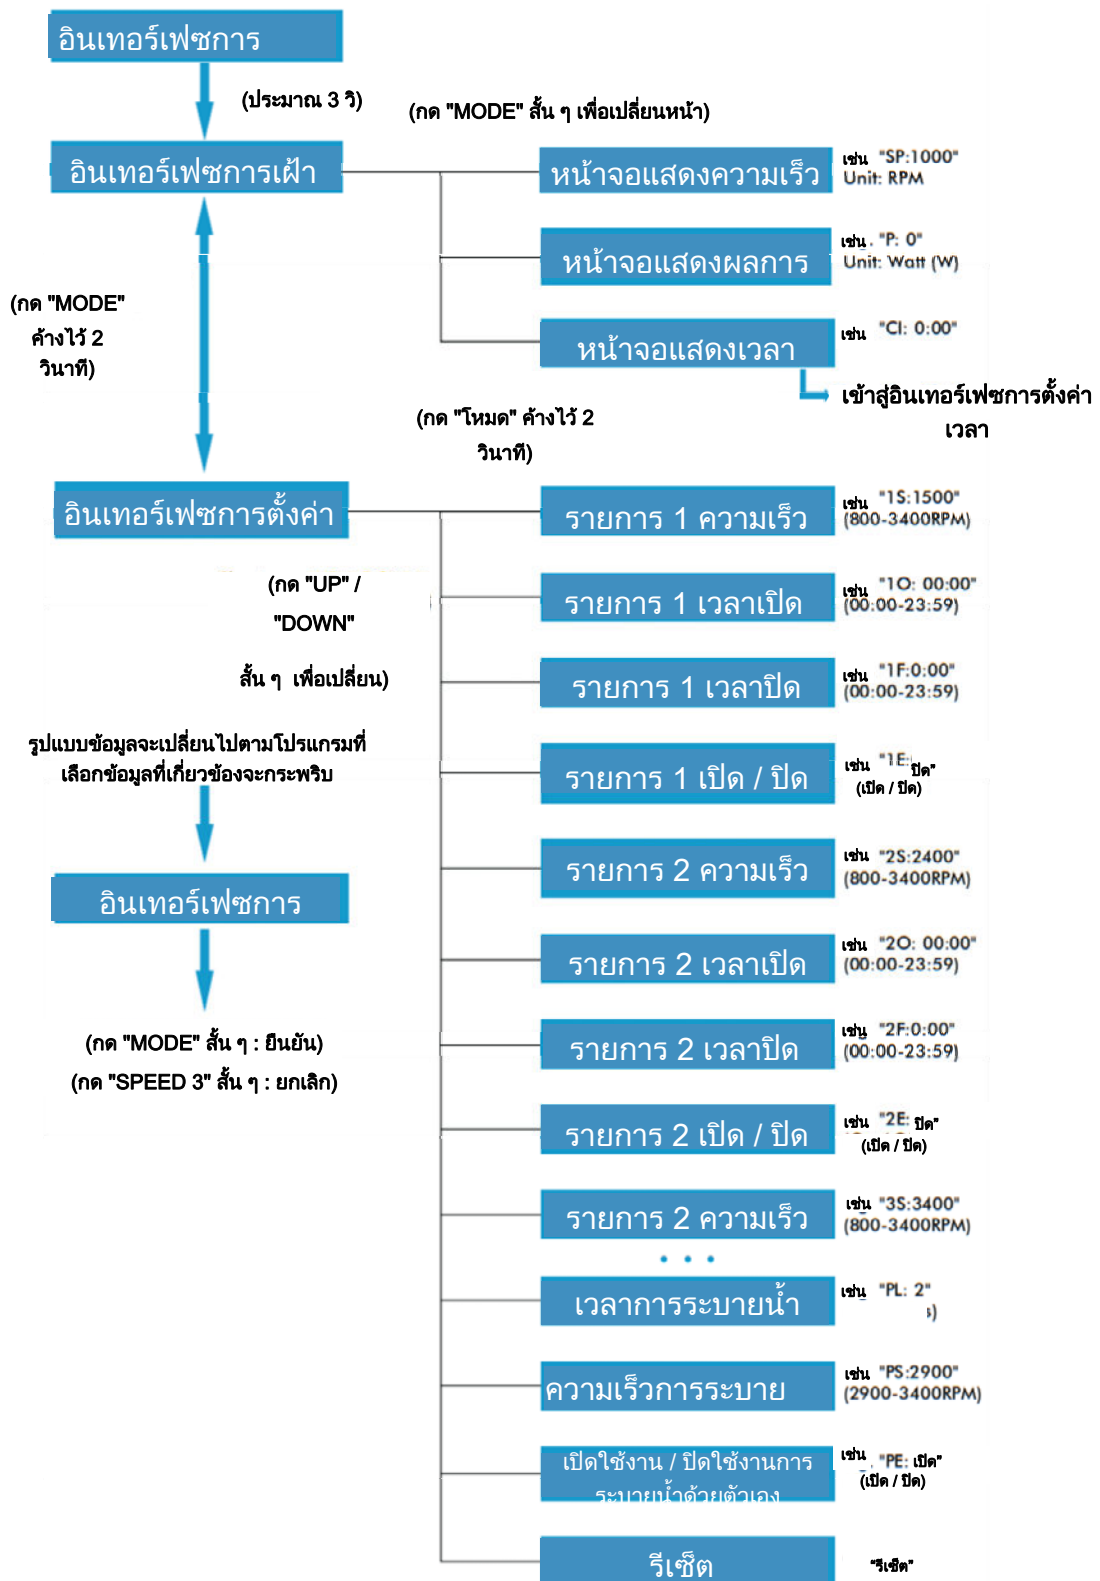 อินเทอร์เฟซการ
(ประมาณ 3 วิ)
(กด "MODE" สั้น ๆ เพื่อเปลี่ยนหน้า)
อินเทอร์เฟซการเฝ้า
หน้าจอแสดงความเร็ว
เช่น "SP:1000"
Unit: RPM
หน้าจอแสดงผลการ
เช่น "P: 0"
Unit: Watt (W)
(กด "MODE"
ค้างไว้ 2
วินาที)
หน้าจอแสดงเวลา
เช่น "CI: 0:00"
เข้าสู่อินเทอร์เฟซการตั้งค่า
เวลา
(กด "โหมด" ค้างไว้ 2
วินาที)
อินเทอร์เฟซการตั้งค่า
รายการ 1 ความเร็ว
เช่น "1S:1500"
(800-3400RPM)
(กด "UP" /
"DOWN"
สั้น ๆ เพื่อเปลี่ยน)
รายการ 1 เวลาเปิด
เช่น "1O: 00:00"
(00:00-23:59)
รายการ 1 เวลาปิด
เช่น "1F:0:00"
(00:00-23:59)
รูปแบบข้อมูลจะเปลี่ยนไปตามโปรแกรมที่
เลือกข้อมูลที่เกี่ยวข้องจะกระพริบ
รายการ 1 เปิด / ปิด
เช่น "1E: ปิด"
(เปิด / ปิด)
รายการ 2 ความเร็ว
เช่น "2S:2400"
(800-3400RPM)
อินเทอร์เฟซการ
รายการ 2 เวลาเปิด
เช่น "2O: 00:00"
(00:00-23:59)
(กด "MODE" สั้น ๆ : ยืนยัน)
(กด "SPEED 3" สั้น ๆ : ยกเลิก)
รายการ 2 เวลาปิด
เช่น "2F:0:00"
(00:00-23:59)
รายการ 2 เปิด / ปิด
เช่น "2E: ปิด"
(เปิด / ปิด)
รายการ 2 ความเร็ว
เช่น "3S:3400"
(800-3400RPM)
• • •
เวลาการระบายน้ำ
เช่น "PL: 2"
ความเร็วการระบาย
เช่น "PS:2900"
(2900-3400RPM)
เปิดใช้งาน / ปิดใช้งานการ
ระบายน้ำด้วยตัวเอง
เช่น "PE: เปิด"
(เปิด / ปิด)
รีเซ็ต
"รีเซ็ต"